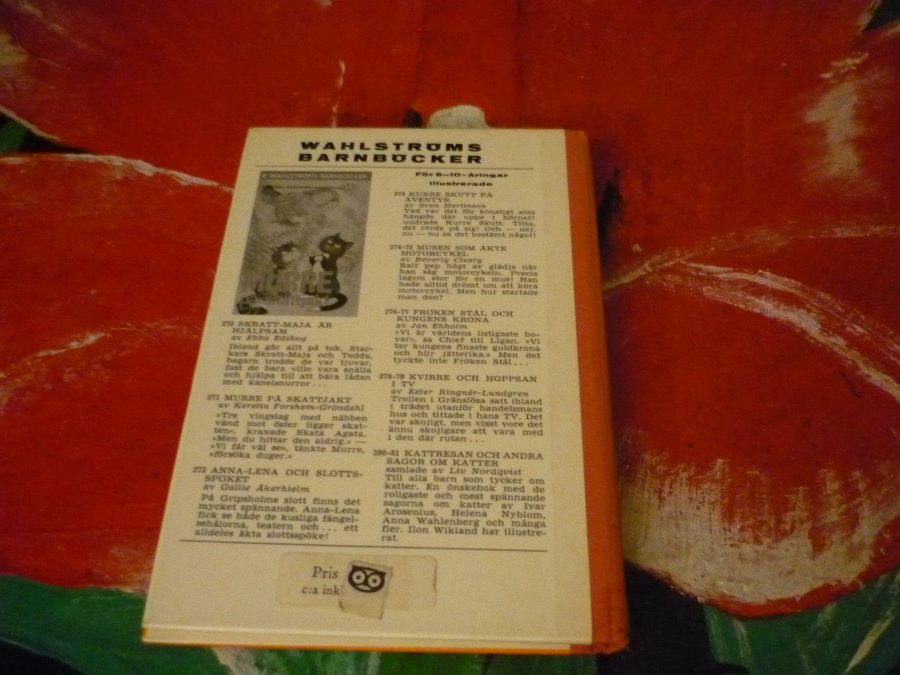 WAHLSTRÖMS
BARNBÖCKER
B. WAHLSTRÖMS BARNBÖCKER
MURRE
270 SKRATT-MAJA ÄR
HJÄLPSAM
av Ebba Edskog
Ibland går allt på tok. Stac-
kars Skratt-Maja och Tedda,
bagarn trodde de var tjuvar,
fast de bara ville vara snälla
och hjälpa till att bära lådan
med kanelsnurror...
271 MURRE PÅ SKATTJAKT
av Kerstin Forshem-Gröndahl
»Tre vingslag med näbben
vänd mot öster ligger skat-
ten», kraxade Skata Agata.
»Men du hittar den aldrig.» —
»Vi får väl se», tänkte Murre,
»försöka duger.»
272 ANNA-LENA OCH SLOTTS-
SPÖKET
av Gallie Åkerhielm
På Gripsholms slott finns det
mycket spännande. Anna-Lena
fick se både de kusliga fängel-
sehålorna, teatern och... ett
alldeles äkta slottsspöke!
För 6—10-åringar
illustrerade
273 KURRE SKUTT PÅ
ÄVENTYR
av Sven Martinson
Vad var det för konstigt som
hängde där uppe i hörnet?
undrade Kurre Skutt. Titta,
det rörde på sig! Och — nej,
nu — nu sa det bestämt något!
274-75 MUSEN SOM ÅKTE
MOTORCYKEL
av Beverly Cleary
Ralf pep högt av glädje när
han såg motorcykeln. Precis
lagom stor för en mus! Han
hade alltid drömt om att köra
motorcykel. Men hur startade
man den?
276-77 FRÖKEN STÅL OCH
KUNGENS KRONA
av Jan Ekholm
»Vi är världens listigaste bo-
var», sa Chief till Ligan. »Vi
tar kungens finaste guldkrona
och blir jätterika.» Men det
tyckte inte Fröken Stål...
278-79 KVIRRE OCH HOPPSAN
I TV
av Ester Ringnér-Lundgren
Trollen i Gränslösa satt ibland
i trädet utanför handelsmans
hus och tittade i hans TV. Det
var skojigt, men visst vore det
ännu skojigare att vara med
i den där rutan...
280-81 KATTRESAN OCH ANDRA
SAGOR OM KATTER
samlade av Liv Nordqvist
Till alla barn som tycker om
katter. En önskebok med de
roligaste och mest spännande
sagorna om katter av Ivar
Arosenius, Helena Nyblom,
Anna Wahlenberg och många
fler. Ilon Wikland har illustre-
rat.
Pris
c:a ink